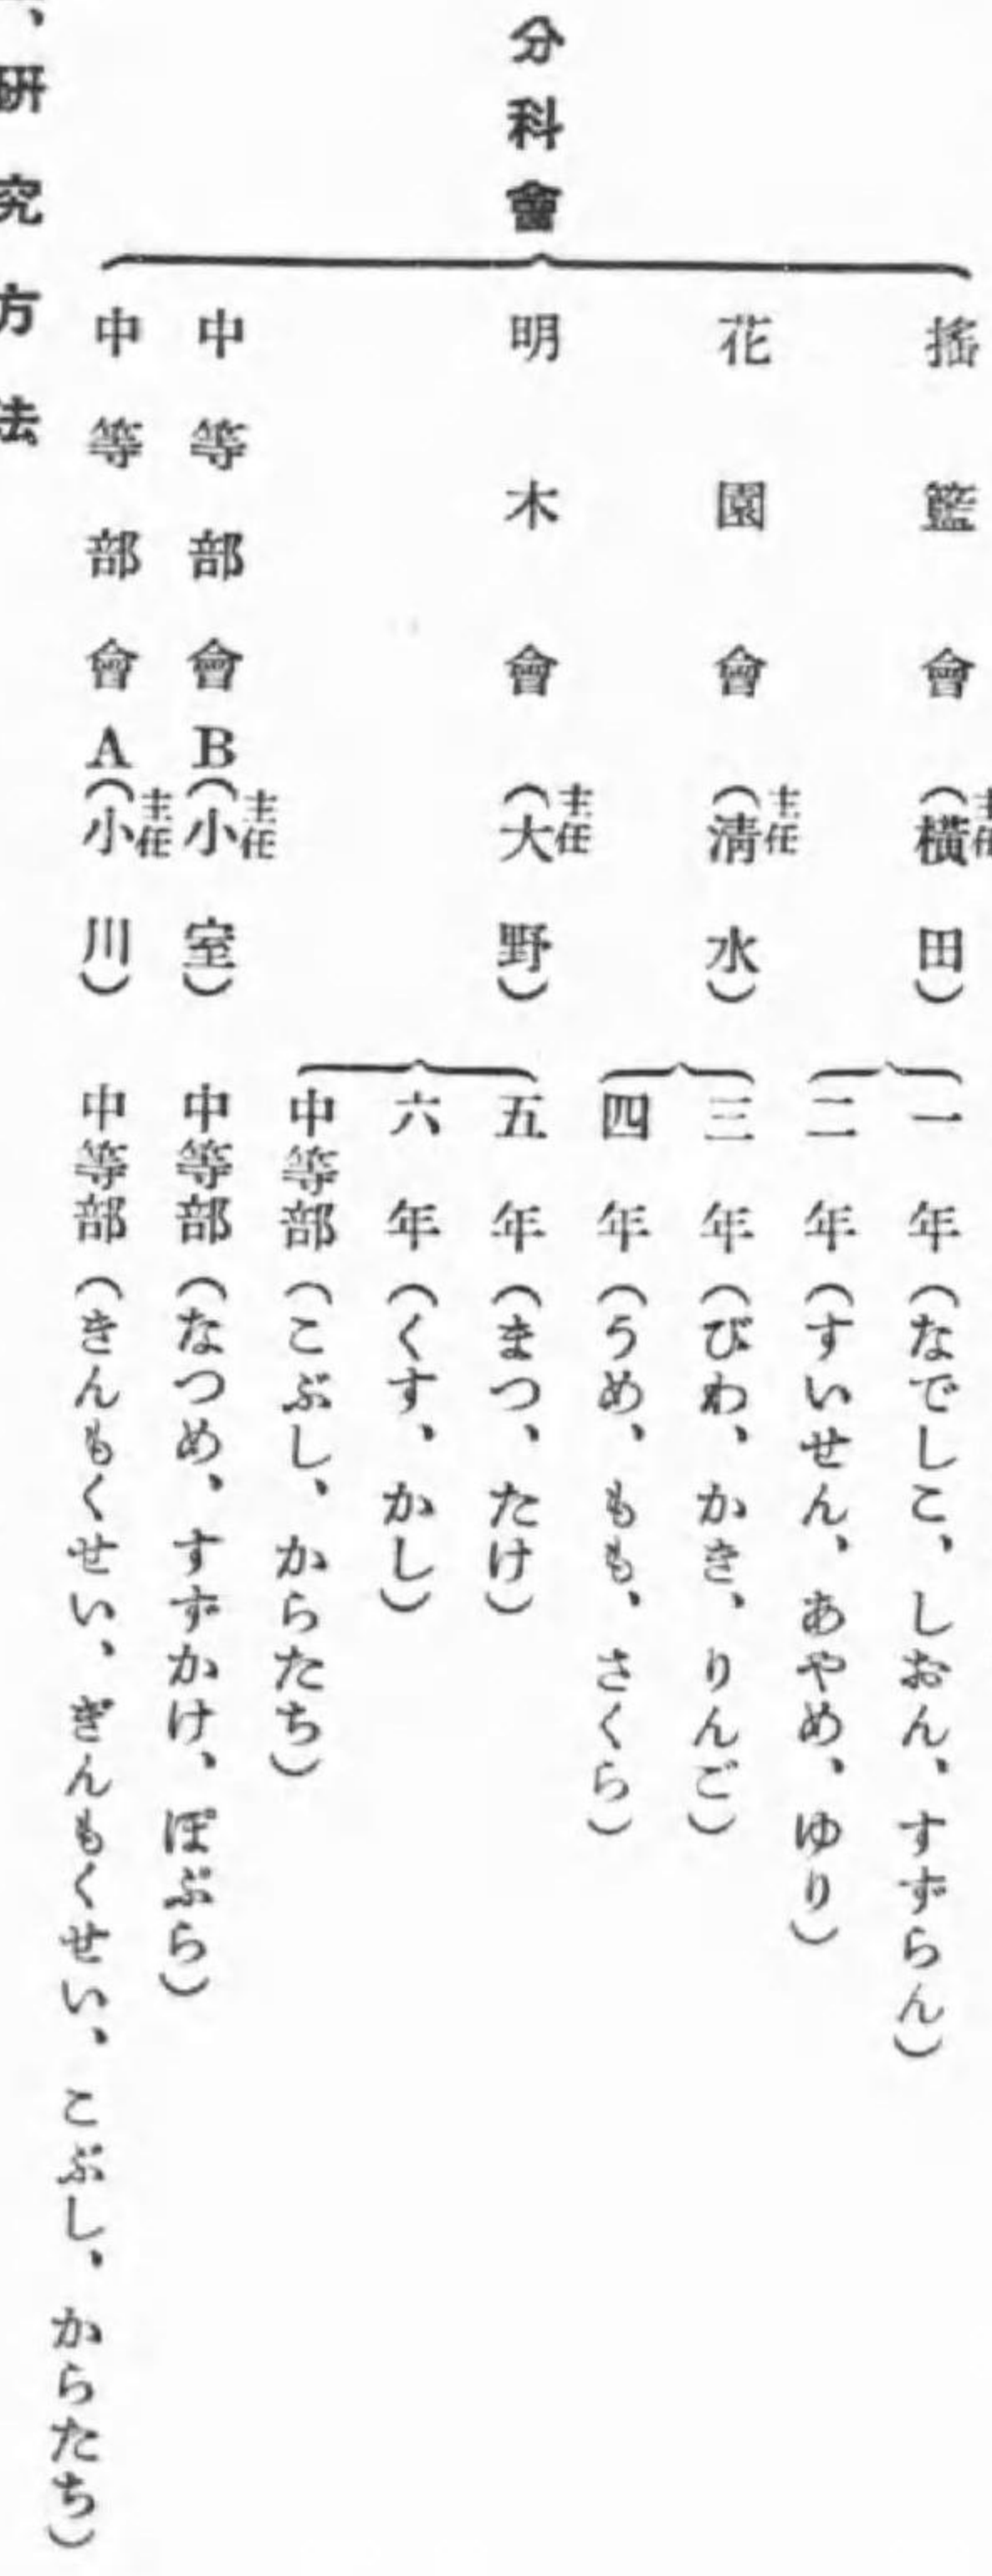 分科會
搖籃會（主任 橫田）
一年（なでしこ、しおん、すずらん）
二年（すいせん、あやめ、ゆり）
花園會（主任 淸水）
三年（びわ、かき、りんご）
四年（うめ、もも、さくら）
明木會（主任 大野）
五年（まつ、たけ）
六年（くす、かし）
中等部（こぶし、からたち）
中等部會B（主任 小室）
中等部（なつめ、すずかけ、ぽぷら）
中等部會A（主任 小川）
中等部（きんもくせい、ぎんもくせい、こぶし、からたち）
、研究方法